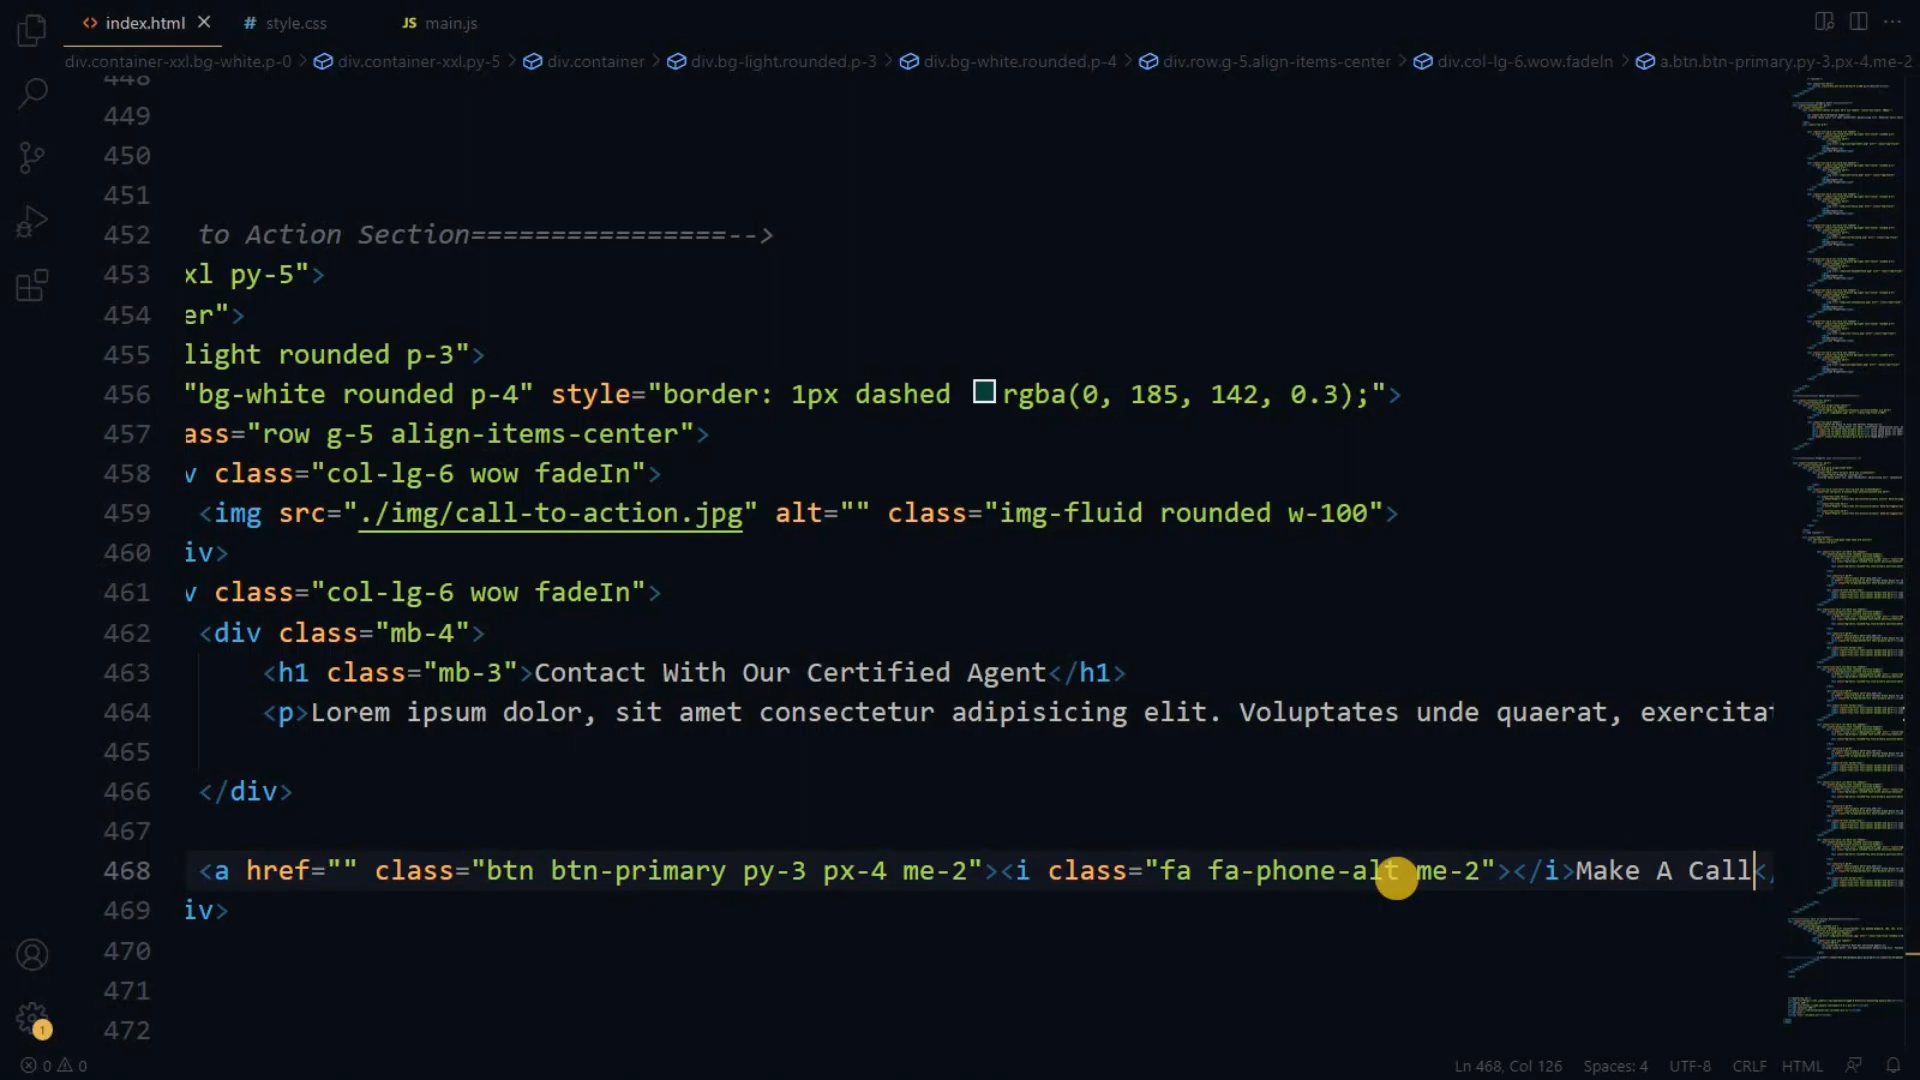 index.html
style.css
main.js
div.container-xxl.bg-white.p-0 > div.container-xxl.py-5 > div.container > div.bg-light.rounded.p-3 > div.bg-white.rounded.p-4 > div.row.g-5.align-items-center > div.col-lg-6.wow.fadeIn > a.btn.btn-primary.py-3.px-4.me-2
448
449
450
451
452 to Action Section================-->
453 xl py-5">
454 er">
455 light rounded p-3">
456 "bg-white rounded p-4" style="border: 1px dashed rgba(0, 185, 142, 0.3);">
457 ass="row g-5 align-items-center">
458 v class="col-lg-6 wow fadeIn">
459 <img src="./img/call-to-action.jpg" alt="" class="img-fluid rounded w-100">
460 iv>
461 v class="col-lg-6 wow fadeIn">
462 <div class="mb-4">
463 <h1 class="mb-3">Contact With Our Certified Agent</h1>
464 <p>Lorem ipsum dolor, sit amet consectetur adipisicing elit. Voluptates unde quaerat, exercitat
465
466 </div>
467
468 <a href="" class="btn btn-primary py-3 px-4 me-2"><i class="fa fa-phone-alt me-2"></i>Make A Call</
469 iv>
470
471
472
1
0 0
Ln 468, Col 126
Spaces: 4
UTF-8
CRLF
HTML